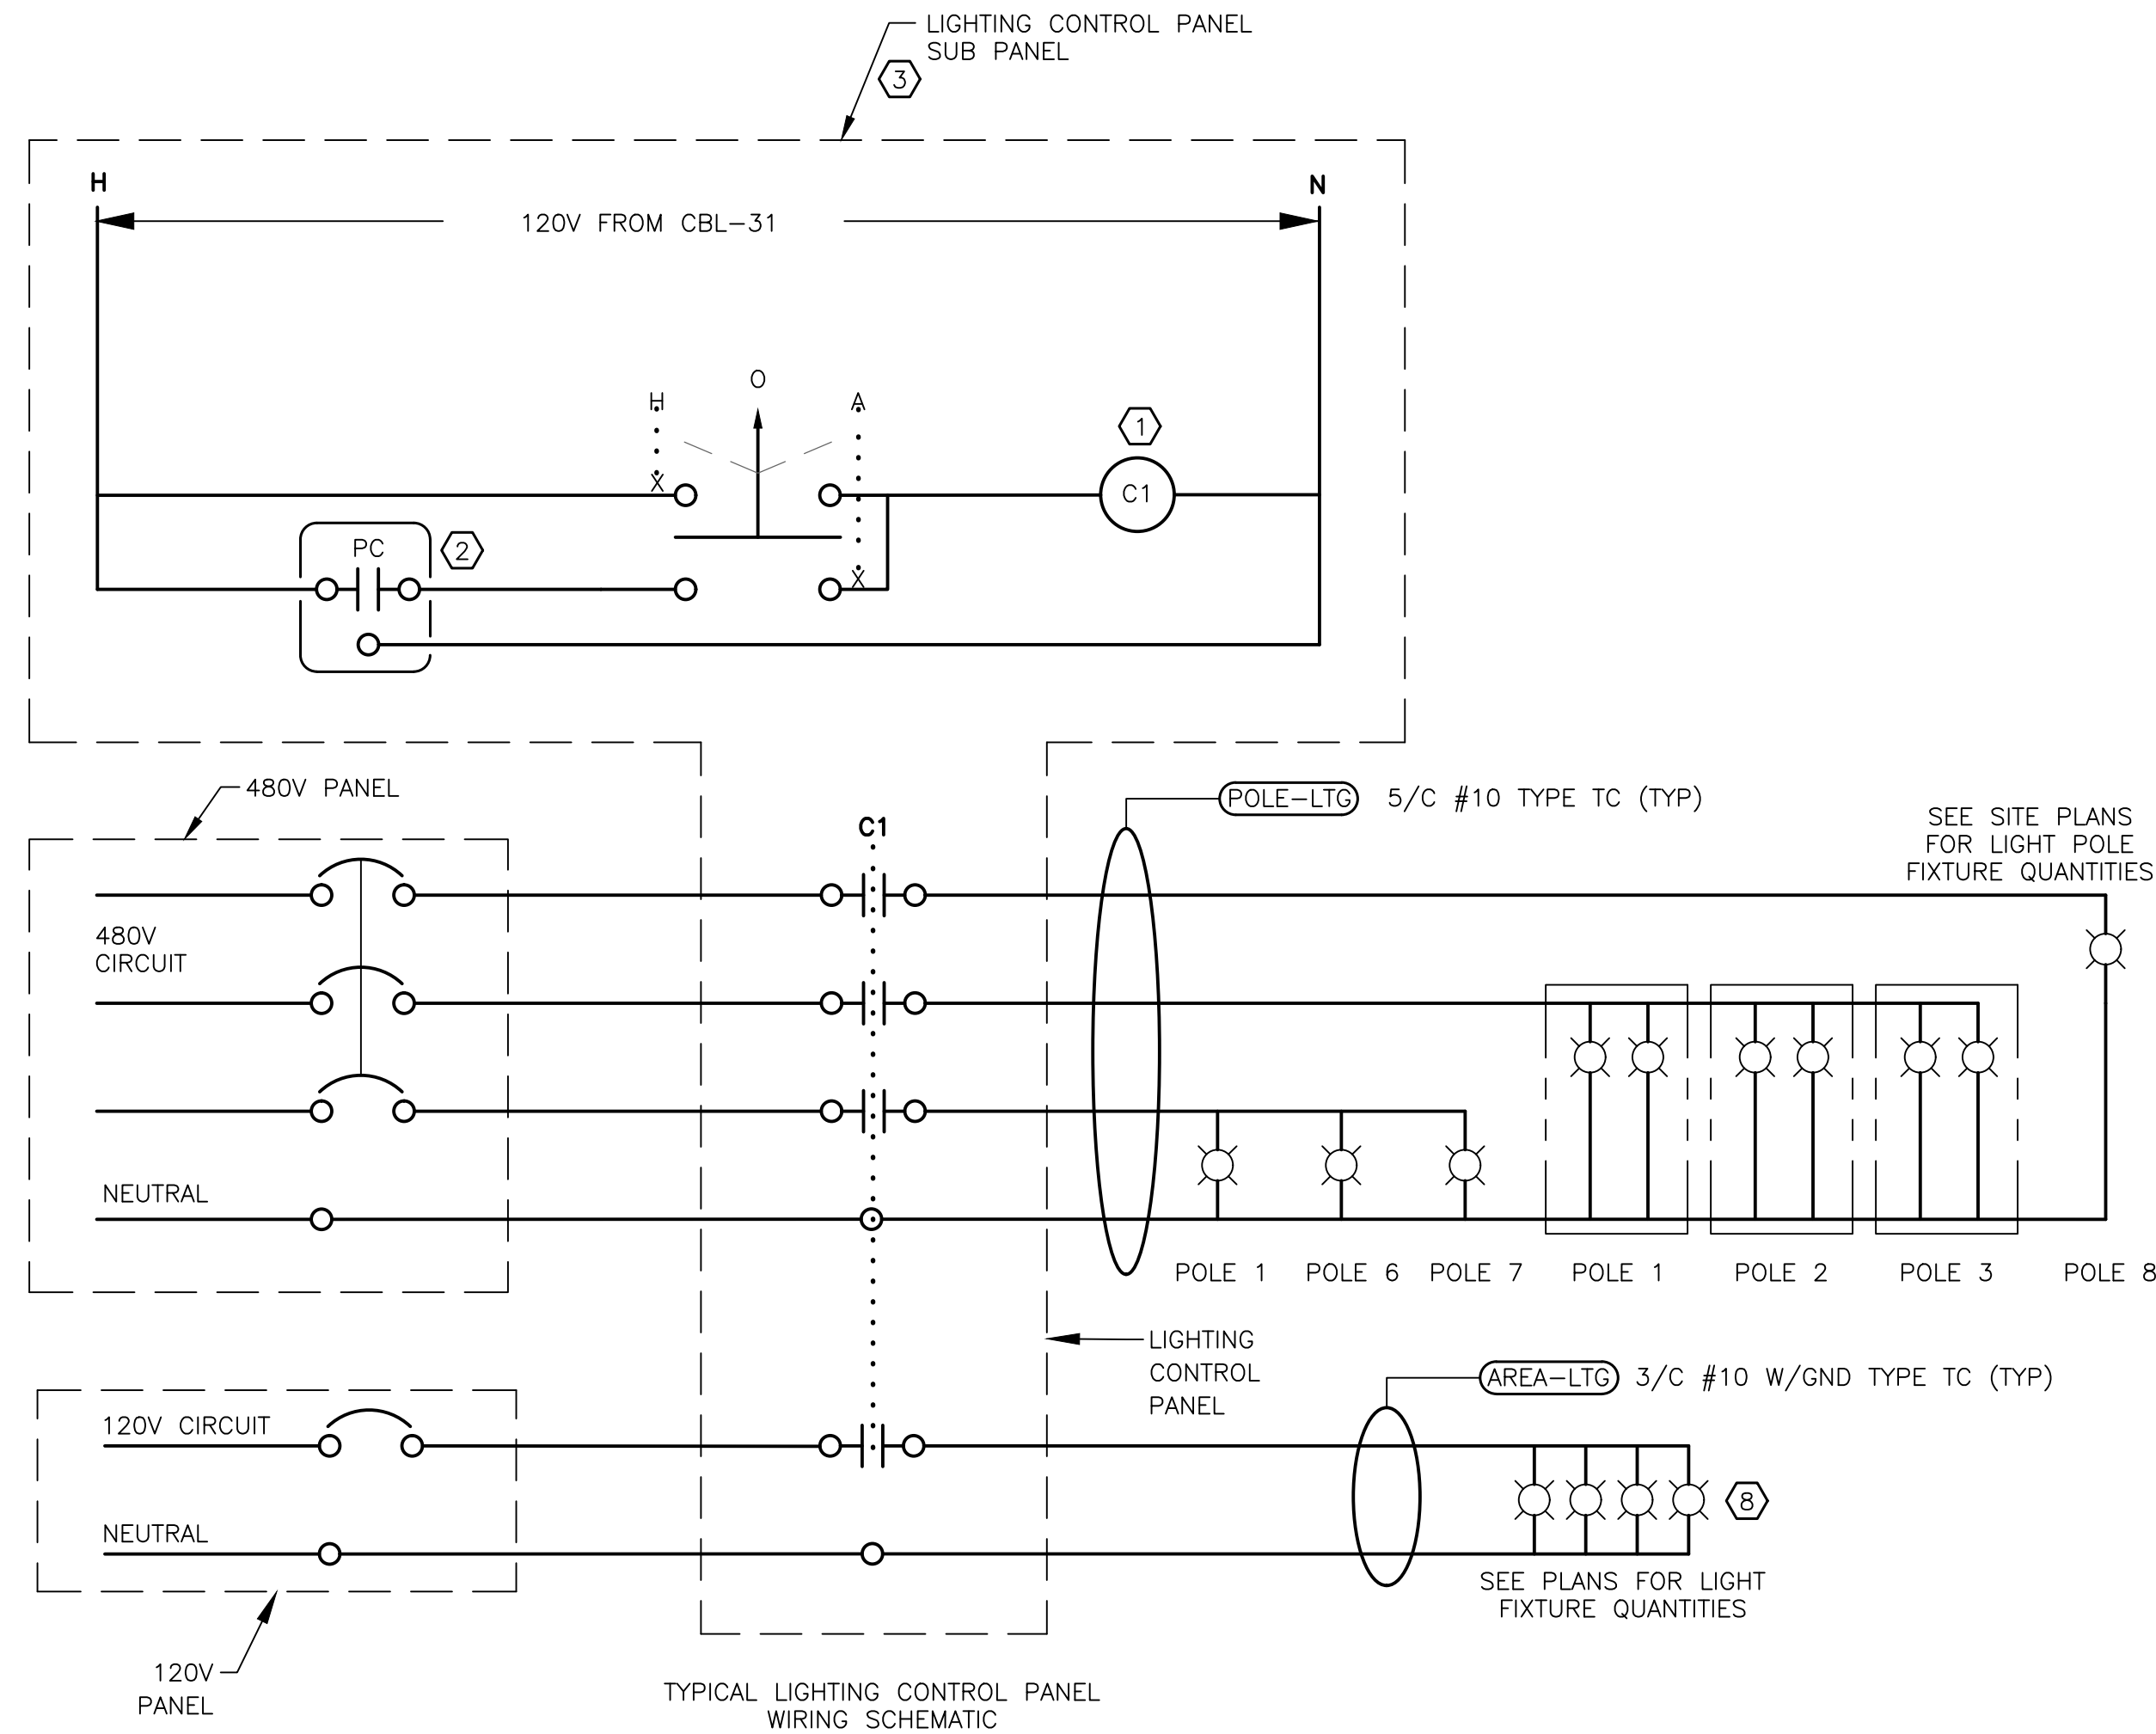 LIGHTING CONTROL PANEL
SUB PANEL
3
H
N
120V FROM CBL-31
O
H
A
1
X
C1
PC
2
X
480V PANEL
POLE-LTG
5/C #10 TYPE TC (TYP)
SEE SITE PLANS
FOR LIGHT POLE
FIXTURE QUANTITIES
C1
480V
CIRCUIT
NEUTRAL
POLE 1
POLE 6
POLE 7
POLE 1
POLE 2
POLE 3
POLE 8
LIGHTING
CONTROL
PANEL
AREA-LTG
3/C #10 W/GND TYPE TC (TYP)
120V CIRCUIT
8
NEUTRAL
SEE PLANS FOR LIGHT
FIXTURE QUANTITIES
120V
PANEL
TYPICAL LIGHTING CONTROL PANEL
WIRING SCHEMATIC